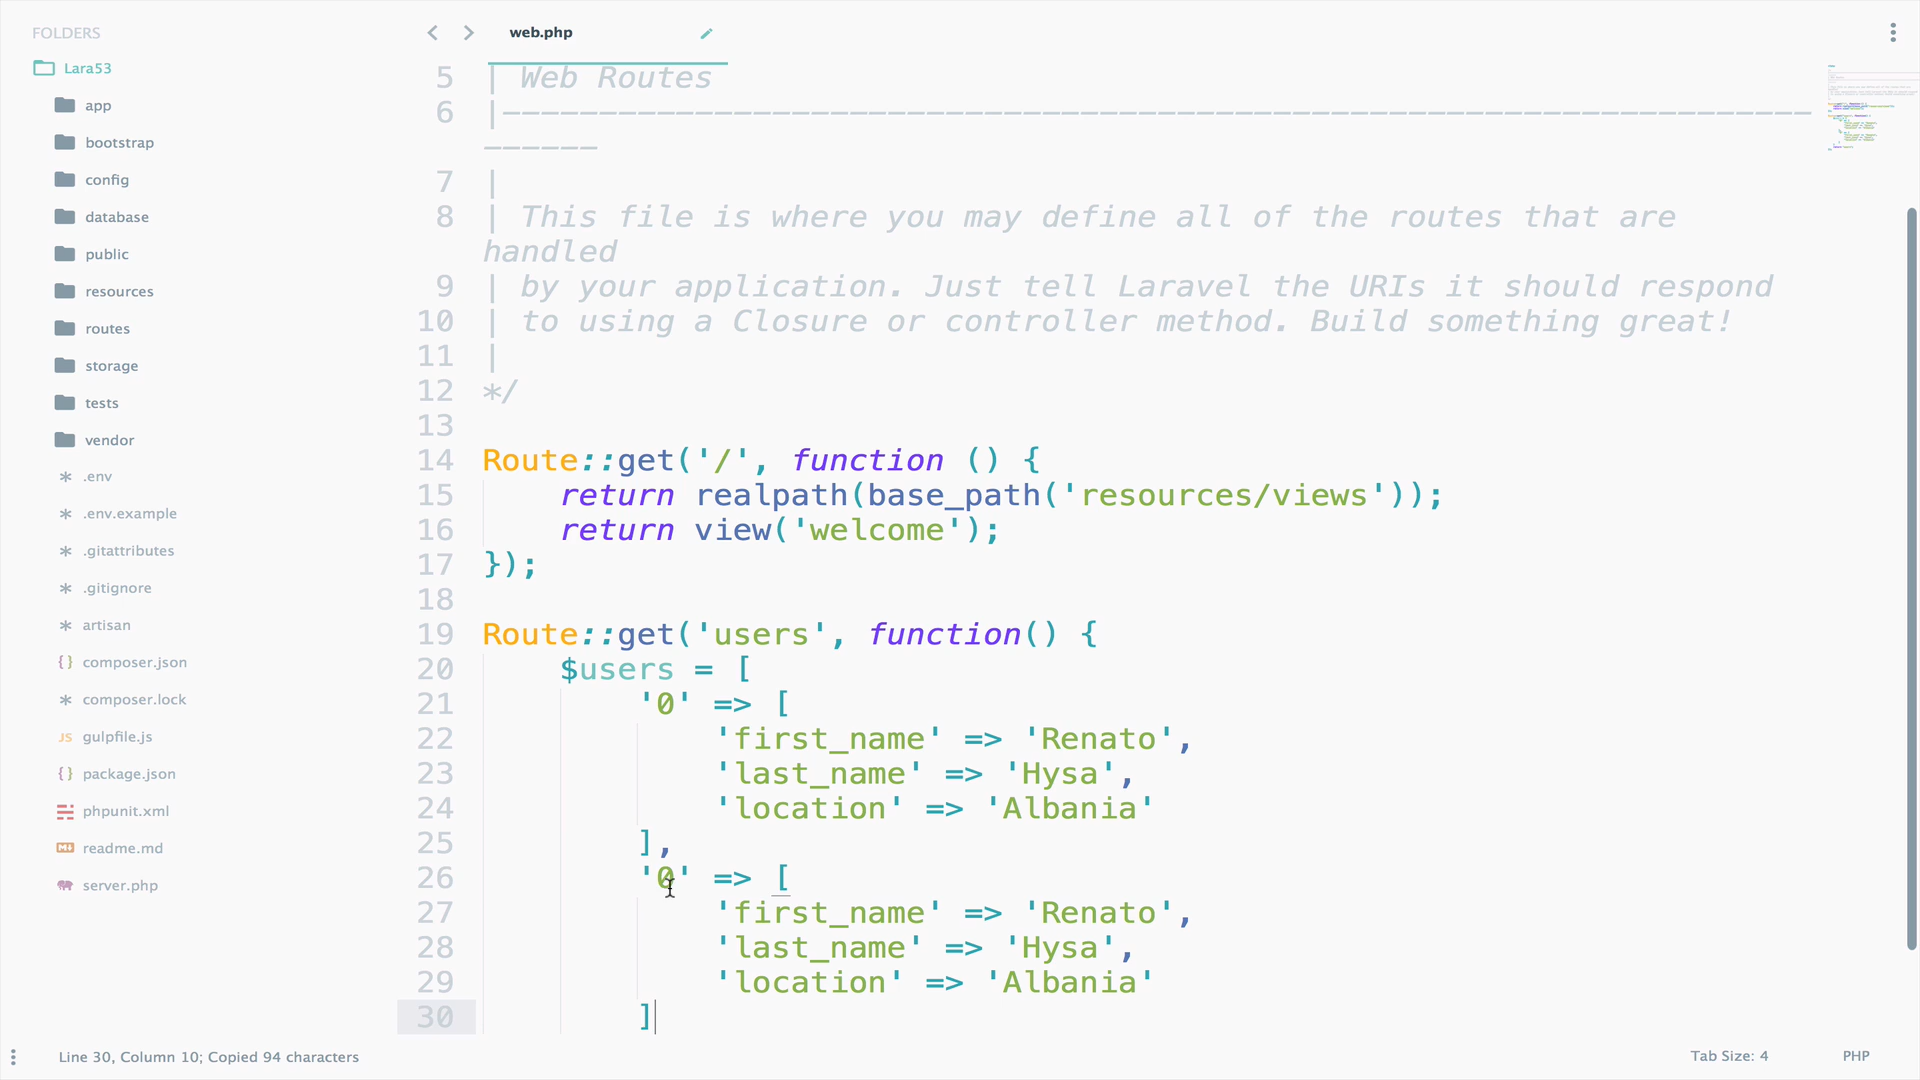 FOLDERS
Lara53
app
bootstrap
config
database
public
resources
routes
storage
tests
vendor
.env
.env.example
.gitattributes
.gitignore
artisan
composer.json
composer.lock
gulpfile.js
package.json
phpunit.xml
readme.md
server.php
web.php
5 | Web Routes
6 |--------------------------------------------------------------------
------
7 |
8 | This file is where you may define all of the routes that are
handled
9 | by your application. Just tell Laravel the URIs it should respond
10 | to using a Closure or controller method. Build something great!
11 |
12 */
13
14 Route::get('/', function () {
15     return realpath(base_path('resources/views'));
16     return view('welcome');
17 });
18
19 Route::get('users', function() {
20     $users = [
21         '0' => [
22             'first_name' => 'Renato',
23             'last_name' => 'Hysa',
24             'location' => 'Albania'
25         ],
26         '0' => [
27             'first_name' => 'Renato',
28             'last_name' => 'Hysa',
29             'location' => 'Albania'
30         ]
Line 30, Column 10; Copied 94 characters
Tab Size: 4
PHP